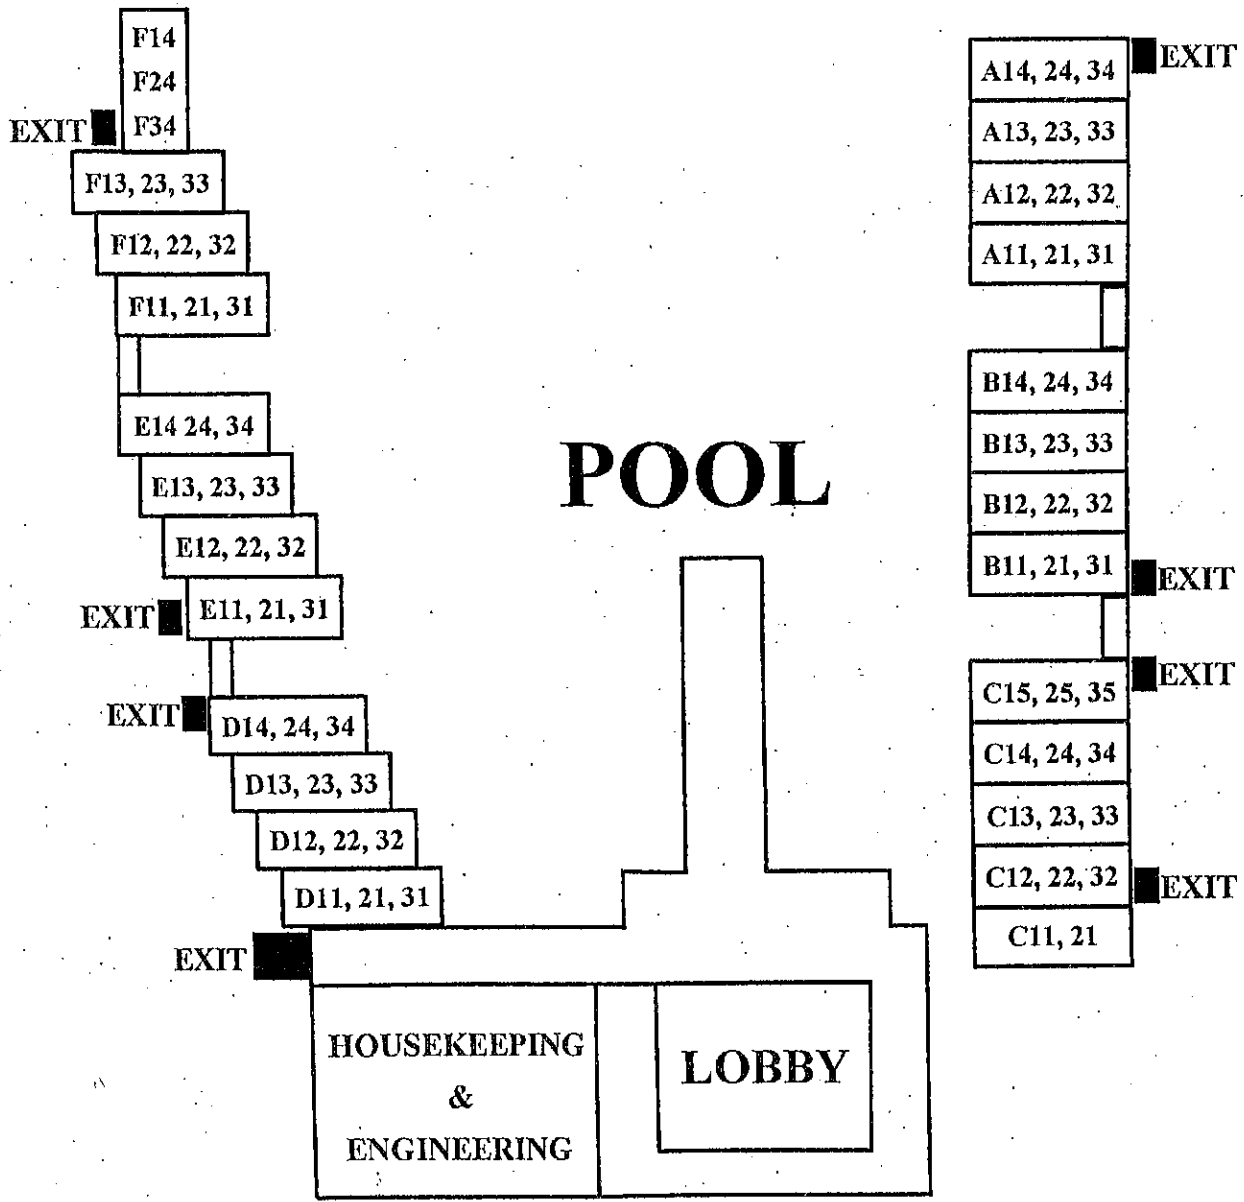 F14
F24
F34
EXIT
F13, 23, 33
F12, 22, 32
F11, 21, 31
E14 24, 34
E13, 23, 33
E12, 22, 32
E11, 21, 31
EXIT
EXIT
D14, 24, 34
D13, 23, 33
D12, 22, 32
D11, 21, 31
EXIT
HOUSEKEEPING
&
ENGINEERING
POOL
LOBBY
A14, 24, 34
EXIT
A13, 23, 33
A12, 22, 32
A11, 21, 31
B14, 24, 34
B13, 23, 33
B12, 22, 32
B11, 21, 31
EXIT
C15, 25, 35
EXIT
C14, 24, 34
C13, 23, 33
C12, 22, 32
EXIT
C11, 21